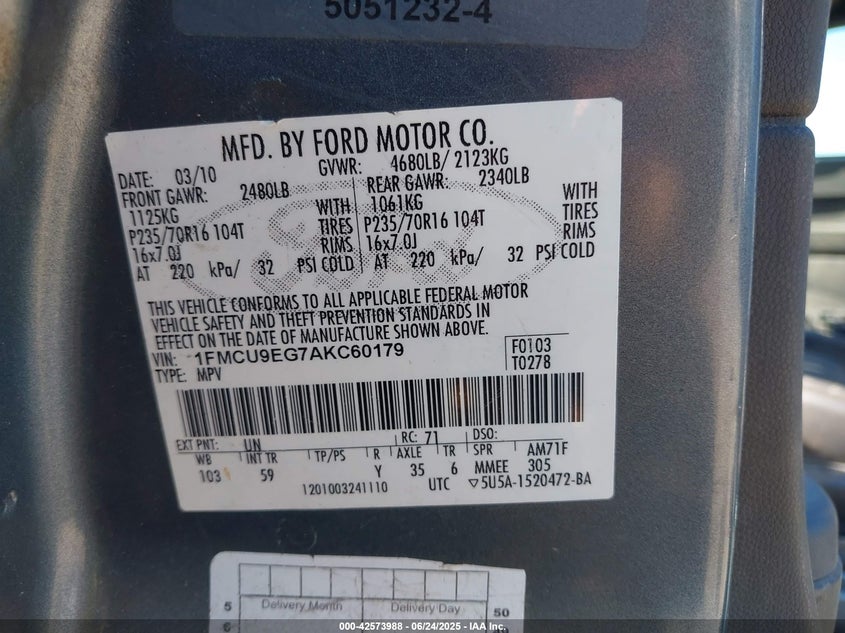 5051232-4
MFD. BY FORD MOTOR CO.
DATE: 03/10 GVWR: 4680LB/ 2123KG
FRONT GAWR: 2480LB REAR GAWR: 2340LB
1125KG WITH 1061KG WITH
P235/70R16 104T TIRES P235/70R16 104T TIRES
16x7.0J RIMS 16x7.0J RIMS
AT 220 kPa/ 32 PSI COLD AT 220 kPa/ 32 PSI COLD
THIS VEHICLE CONFORMS TO ALL APPLICABLE FEDERAL MOTOR
VEHICLE SAFETY AND THEFT PREVENTION STANDARDS IN
EFFECT ON THE DATE OF MANUFACTURE SHOWN ABOVE.
VIN: 1FMCU9EG7AKC60179 F0103
TYPE: MPV T0278
EXT PNT: UN RC: 71 DSO:
WB INT TR TP/PS R AXLE TR SPR AM71F
103 59 Y 35 6 MMEE 305
1201003241110 UTC ▽5U5A-1520472-BA
5 Delivery Month Delivery Day 50
6
000-42573988 - 06/24/2025 - IAA Inc.